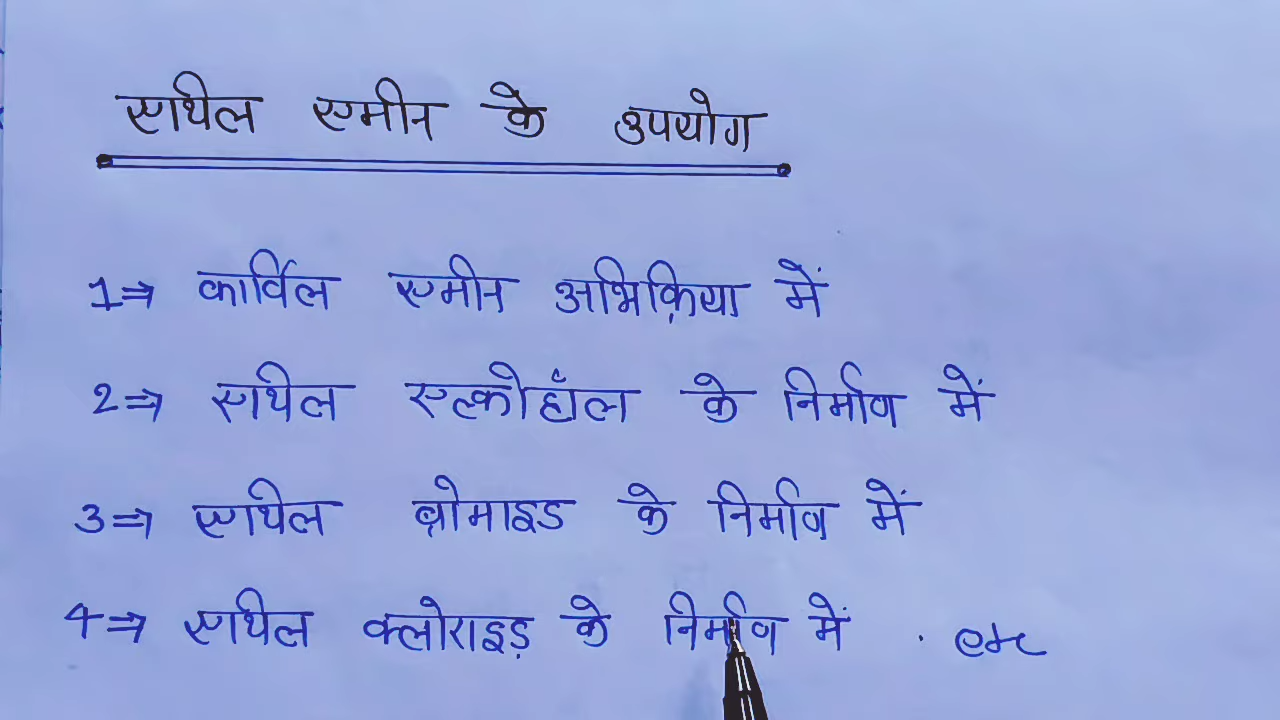 एथिल एमीन के उपयोग
1⇒ कार्विल एमीन अभिक्रिया में
2⇒ एथिल एल्कोहॉल के निर्माण में
3⇒ एथिल ब्रोमाइड के निर्माण में
4⇒ एथिल क्लोराइड़ के निर्माण में . etc